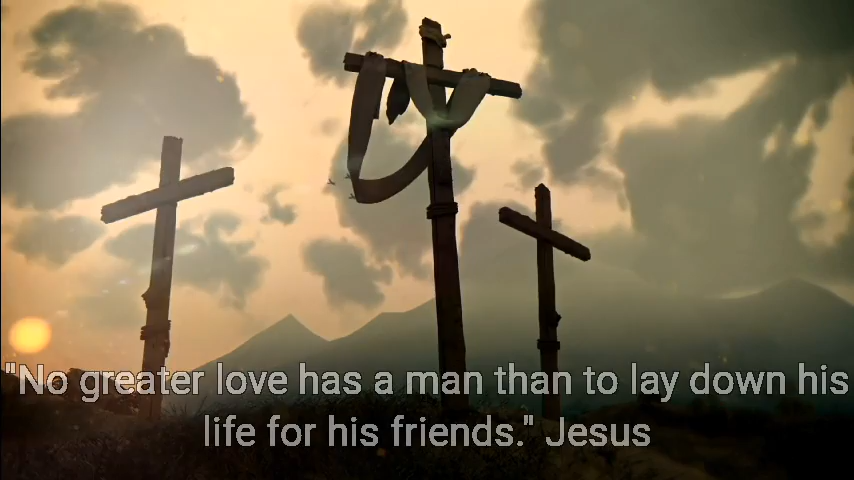 "No greater love has a man than to lay down his
life for his friends." Jesus